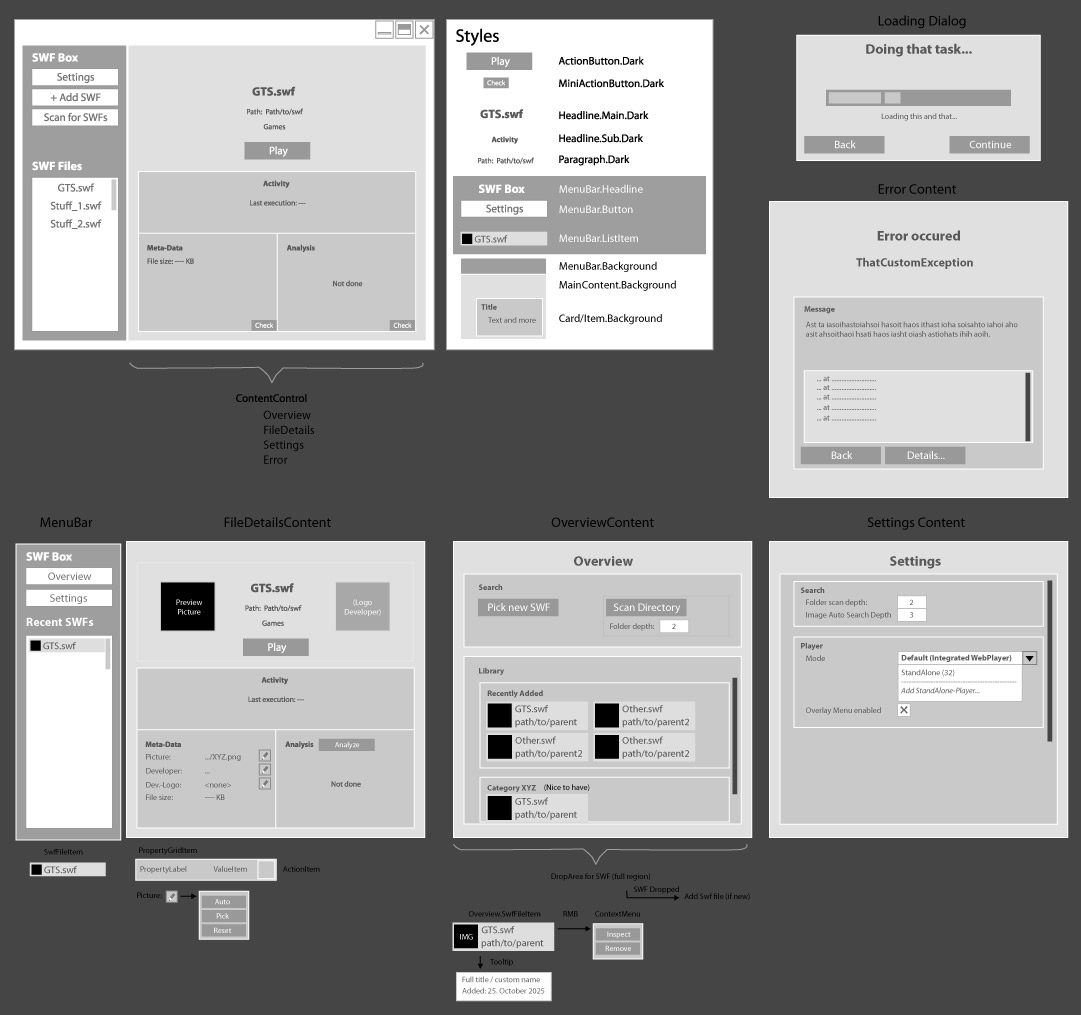 SWF Box
Settings
+ Add SWF
Scan for SWFs
SWF Files
GTS.swf
Stuff_1.swf
Stuff_2.swf
GTS.swf
Path: Path/to/swf
Games
Play
Activity
Last execution: ---
Meta-Data
File size: ---- KB
Check
Analysis
Not done
Check
ContentControl
Overview
FileDetails
Settings
Error
Styles
Play ActionButton.Dark
Check MiniActionButton.Dark
GTS.swf Headline.Main.Dark
Activity Headline.Sub.Dark
Path: Path/to/swf Paragraph.Dark
SWF Box MenuBar.Headline
Settings MenuBar.Button
GTS.swf MenuBar.ListItem
MenuBar.Background
MainContent.Background
Title
Text and more
Card/Item.Background
Loading Dialog
Doing that task...
Loading this and that...
Back Continue
Error Content
Error occured
ThatCustomException
Message
Ast ta iasoihastoiahsoi hasoit haos ithast ioha soisahto iahoi aho
asit ahsoithaoi hsati haos iasht oiash astiohats ihih aoih.
... at ........................
... at ........................
... at ........................
... at ........................
... at ........................
Back Details...
MenuBar
SWF Box
Overview
Settings
Recent SWFs
GTS.swf
SwfFileItem
GTS.swf
FileDetailsContent
Preview
Picture
GTS.swf
Path: Path/to/swf
Games
Play
(Logo
Developer)
Activity
Last execution: ---
Meta-Data
Picture: .../XYZ.png
Developer: ...
Dev.-Logo: <none>
File size: ---- KB
Analysis Analyze
Not done
PropertyGridItem
PropertyLabel ValueItem ActionItem
Picture:
Auto
Pick
Reset
OverviewContent
Overview
Search
Pick new SWF
Scan Directory
Folder depth: 2
Library
Recently Added
GTS.swf
path/to/parent
Other.swf
path/to/parent2
Other.swf
path/to/parent2
Other.swf
path/to/parent2
Category XYZ (Nice to have)
GTS.swf
path/to/parent
DropArea for SWF (full region)
SWF Dropped
Add Swf file (if new)
Overview.SwfFileItem
IMG
GTS.swf
path/to/parent
RMB
ContextMenu
Inspect
Remove
Tooltip
Full title / custom name
Added: 25. October 2025
Settings Content
Settings
Search
Folder scan depth: 2
Image Auto Search Depth 3
Player
Mode Default (Integrated WebPlayer)
StandAlone (32)
Add StandAlone-Player...
Overlay Menu enabled